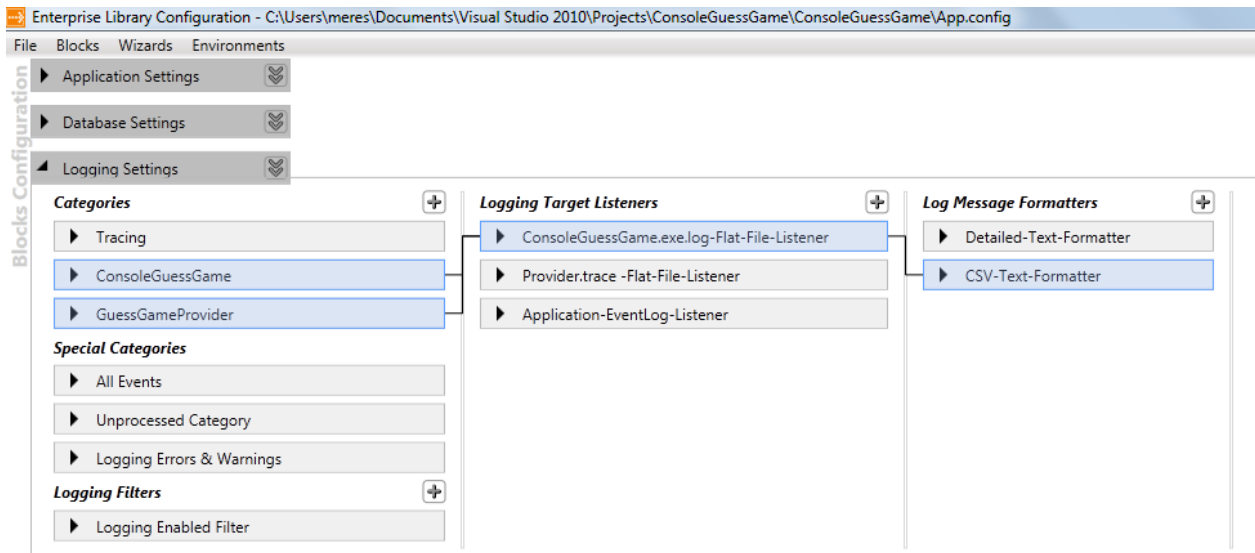 Enterprise Library Configuration - C:\Users\meres\Documents\Visual Studio 2010\Projects\ConsoleGuessGame\ConsoleGuessGame\App.config
File Blocks Wizards Environments
Blocks Configuration
Application Settings
Database Settings
Logging Settings
Categories
Tracing
ConsoleGuessGame
GuessGameProvider
Special Categories
All Events
Unprocessed Category
Logging Errors & Warnings
Logging Filters
Logging Enabled Filter
Logging Target Listeners
ConsoleGuessGame.exe.log-Flat-File-Listener
Provider.trace -Flat-File-Listener
Application-EventLog-Listener
Log Message Formatters
Detailed-Text-Formatter
CSV-Text-Formatter